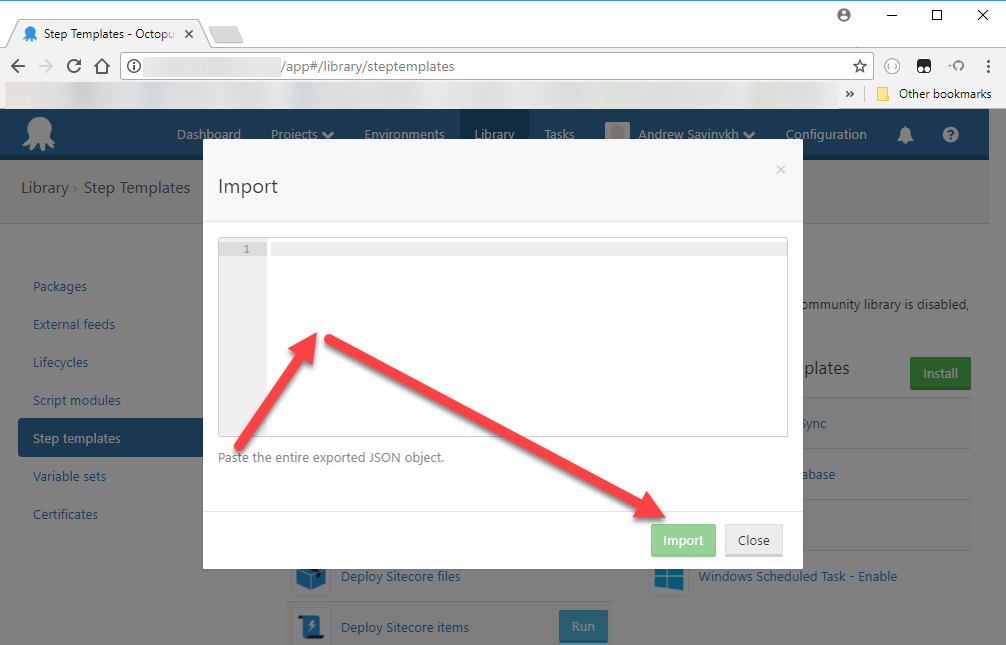 Step Templates - Octopu
/app#/library/steptemplates
Other bookmarks
Dashboard Projects Environments Library Tasks Andrew Savinykh Configuration
Library › Step Templates
Import
×
1
Paste the entire exported JSON object.
Import Close
Packages
External feeds
Lifecycles
Script modules
Step templates
Variable sets
Certificates
ommunity library is disabled,
plates Install
Sync
abase
Deploy Sitecore files
Windows Scheduled Task - Enable
Deploy Sitecore items Run